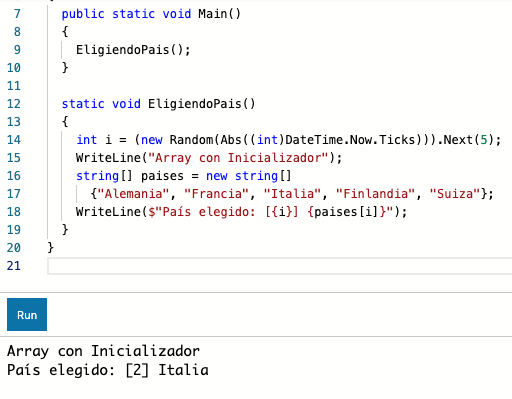 7 public static void Main()
8 {
9 EligiendoPais();
10 }
11
12 static void EligiendoPais()
13 {
14 int i = (new Random(Abs((int)DateTime.Now.Ticks))).Next(5);
15 WriteLine("Array con Inicializador");
16 string[] paises = new string[]
17 {"Alemania", "Francia", "Italia", "Finlandia", "Suiza"};
18 WriteLine($"País elegido: [{i}] {paises[i]}");
19 }
20 }
21
Run
Array con Inicializador
País elegido: [2] Italia